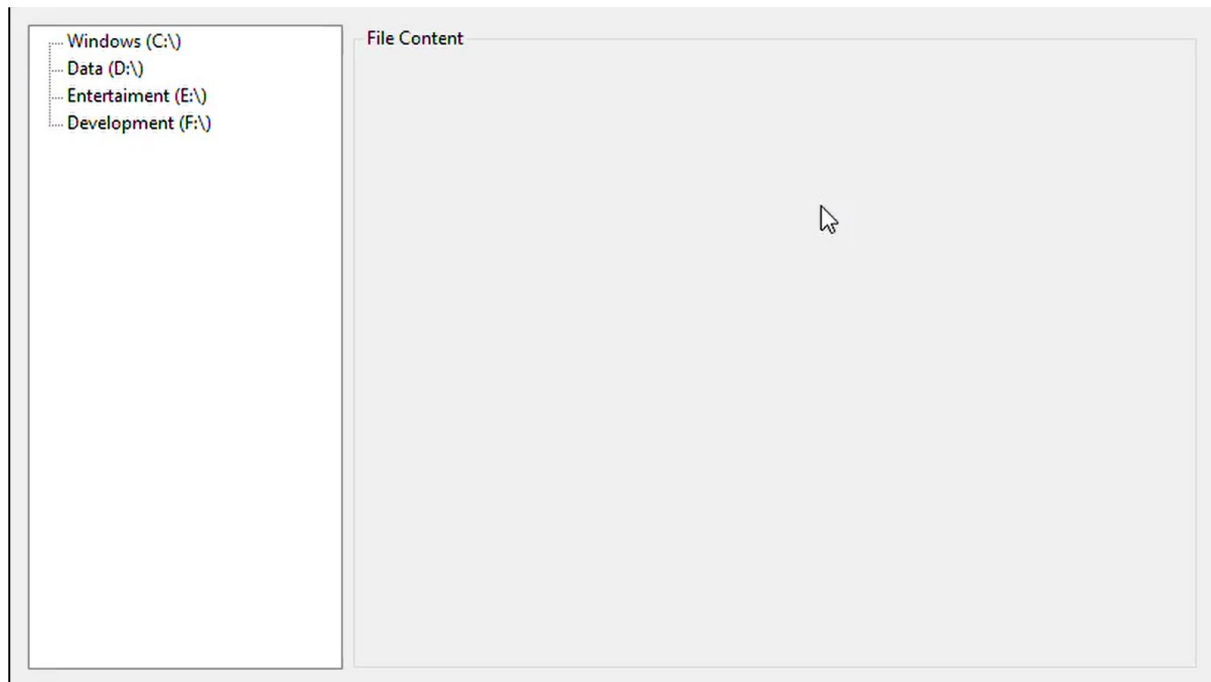 Windows (C:\)
Data (D:\)
Entertaiment (E:\)
Development (F:\)
File Content